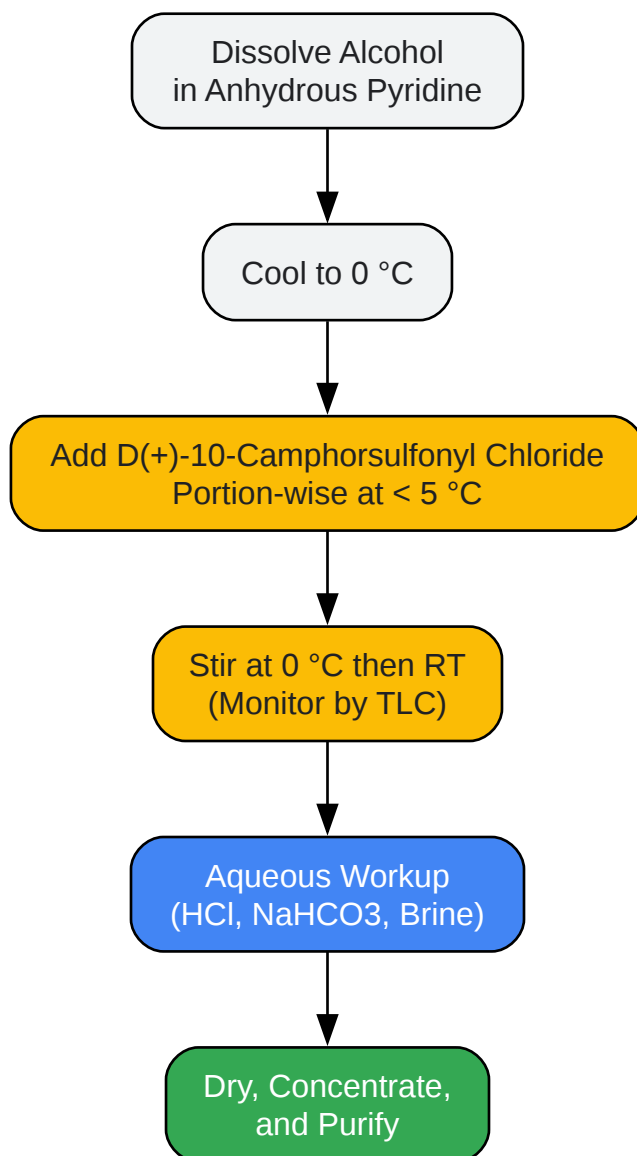 Dissolve Alcohol
in Anhydrous Pyridine
Cool to 0 °C
Add D(+)-10-Camphorsulfonyl Chloride
Portion-wise at < 5 °C
Stir at 0 °C then RT
(Monitor by TLC)
Aqueous Workup
(HCl, NaHCO3, Brine)
Dry, Concentrate,
and Purify